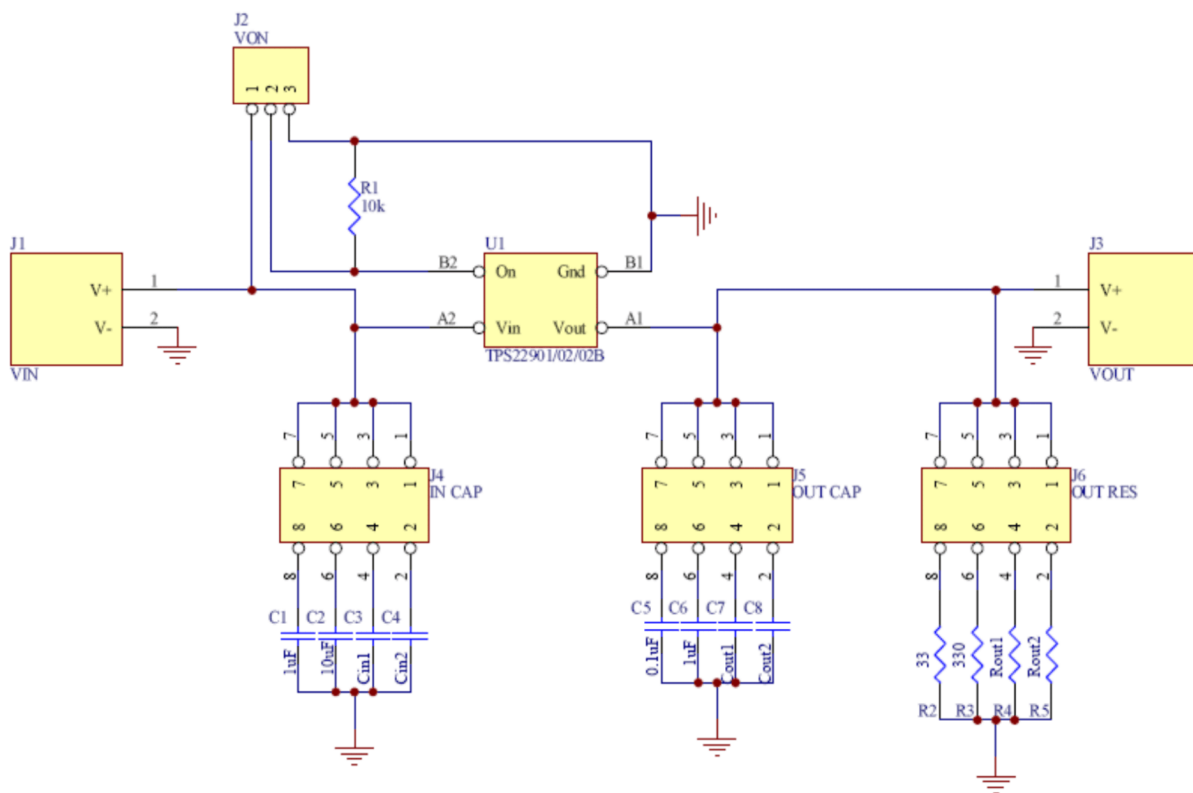 J2
VON
1 2 3
R1
10k
J1
V+ 1
V- 2
VIN
U1
B2 On Gnd B1
A2 Vin Vout A1
TPS22901/02/02B
J3
1 V+
2 V-
VOUT
7 5 3 1
7 5 3 1
J4
IN CAP
8 6 4 2
8 6 4 2
C1 C2 C3 C4
1uF 10uF Cin1 Cin2
7 5 3 1
7 5 3 1
J5
OUT CAP
8 6 4 2
8 6 4 2
C5 C6 C7 C8
0.1uF 1uF Cout1 Cout2
7 5 3 1
7 5 3 1
J6
OUT RES
8 6 4 2
8 6 4 2
33 330 Rout1 Rout2
R2 R3 R4 R5